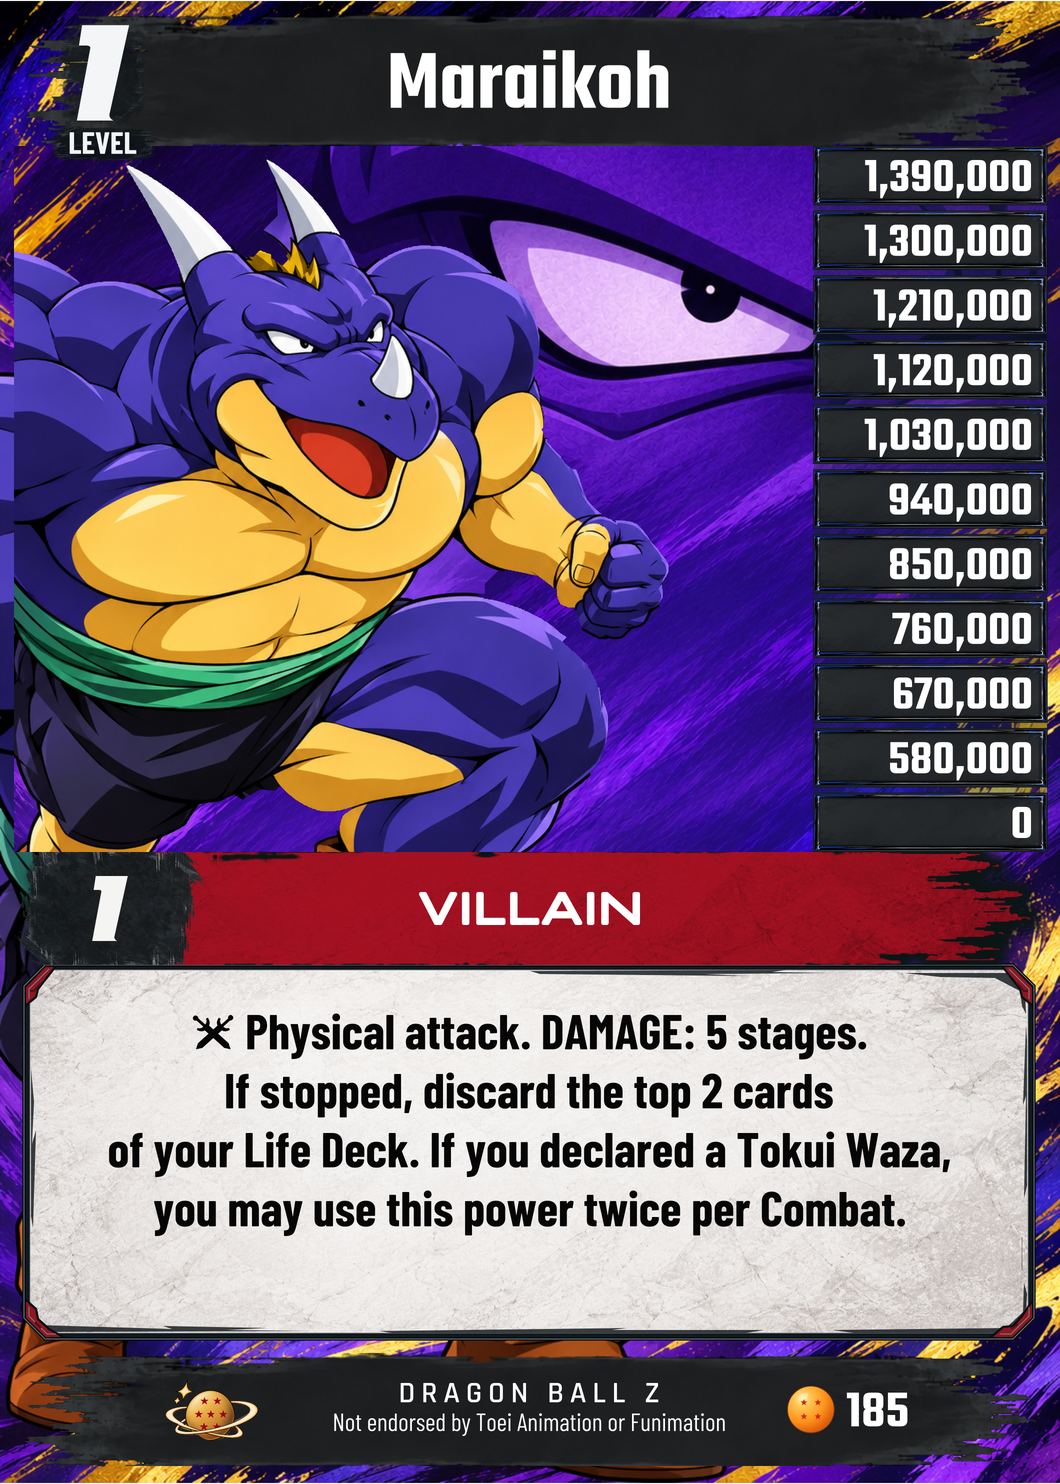 1
LEVEL
Maraikoh
1,390,000
1,300,000
1,210,000
1,120,000
1,030,000
940,000
850,000
760,000
670,000
580,000
0
1
VILLAIN
Physical attack. DAMAGE: 5 stages.
If stopped, discard the top 2 cards
of your Life Deck. If you declared a Tokui Waza,
you may use this power twice per Combat.
DRAGON BALL Z
Not endorsed by Toei Animation or Funimation
185